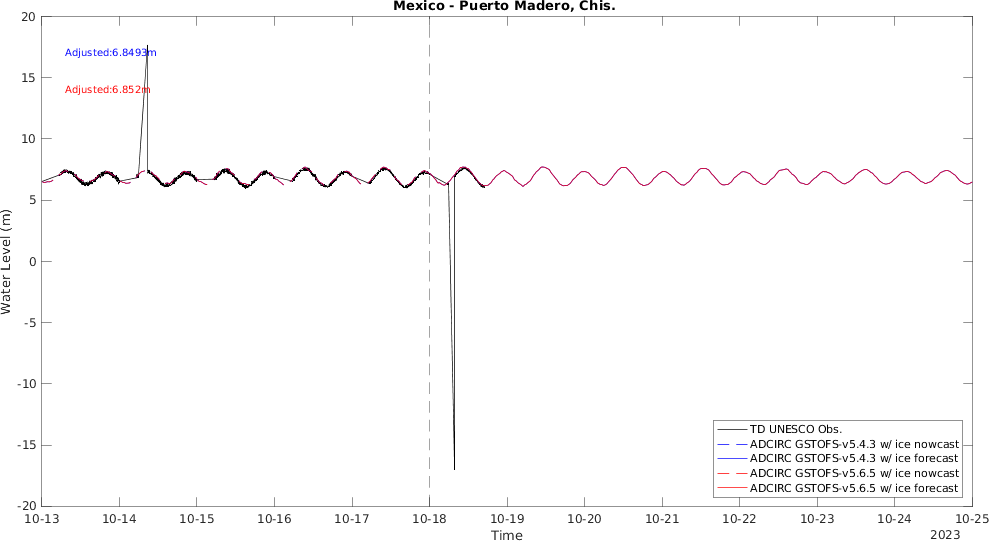 Mexico - Puerto Madero, Chis.
20
15
10
5
0
-5
-10
-15
-20
Water Level (m)
Adjusted:6.8493m
Adjusted:6.852m
TD UNESCO Obs.
ADCIRC GSTOFS-v5.4.3 w/ ice nowcast
ADCIRC GSTOFS-v5.4.3 w/ ice forecast
ADCIRC GSTOFS-v5.6.5 w/ ice nowcast
ADCIRC GSTOFS-v5.6.5 w/ ice forecast
10-13 10-14 10-15 10-16 10-17 10-18 10-19 10-20 10-21 10-22 10-23 10-24 10-25
Time
2023